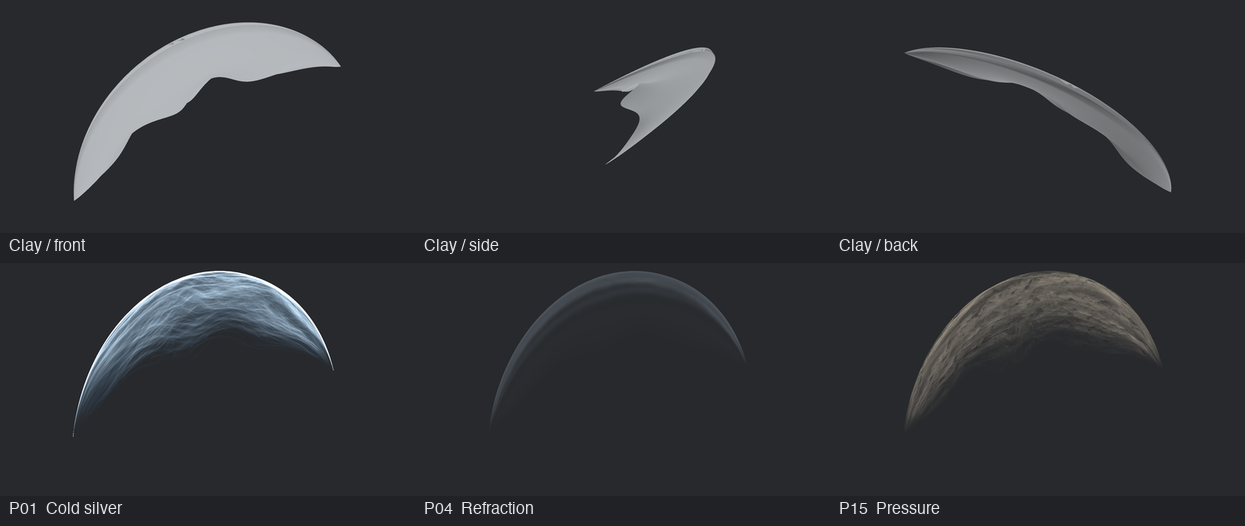 Clay / front
Clay / side
Clay / back
P01 Cold silver
P04 Refraction
P15 Pressure